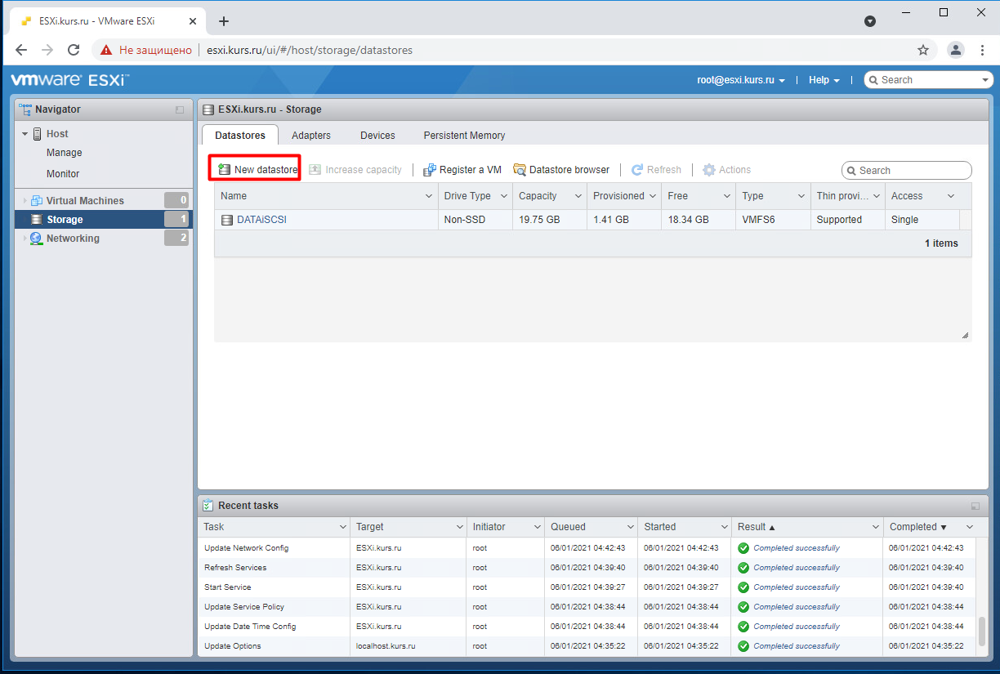 ESXi.kurs.ru - VMware ESXi
Не защищено esxi.kurs.ru/ui/#/host/storage/datastores
vmware ESXi™ root@esxi.kurs.ru Help Search
Navigator
Host
Manage
Monitor
Virtual Machines 0
Storage 1
Networking 2
ESXi.kurs.ru - Storage
Datastores Adapters Devices Persistent Memory
New datastore Increase capacity Register a VM Datastore browser Refresh Actions Search
Name Drive Type Capacity Provisioned Free Type Thin provi... Access
DATAiSCSI Non-SSD 19.75 GB 1.41 GB 18.34 GB VMFS6 Supported Single
1 items
Recent tasks
Task Target Initiator Queued Started Result ▲ Completed ▼
Update Network Config ESXi.kurs.ru root 06/01/2021 04:42:43 06/01/2021 04:42:43 Completed successfully 06/01/2021 04:42:43
Refresh Services ESXi.kurs.ru root 06/01/2021 04:39:40 06/01/2021 04:39:40 Completed successfully 06/01/2021 04:39:40
Start Service ESXi.kurs.ru root 06/01/2021 04:39:27 06/01/2021 04:39:27 Completed successfully 06/01/2021 04:39:40
Update Service Policy ESXi.kurs.ru root 06/01/2021 04:38:44 06/01/2021 04:38:44 Completed successfully 06/01/2021 04:38:44
Update Date Time Config ESXi.kurs.ru root 06/01/2021 04:38:44 06/01/2021 04:38:44 Completed successfully 06/01/2021 04:38:44
Update Options localhost.kurs.ru root 06/01/2021 04:35:22 06/01/2021 04:35:22 Completed successfully 06/01/2021 04:35:22